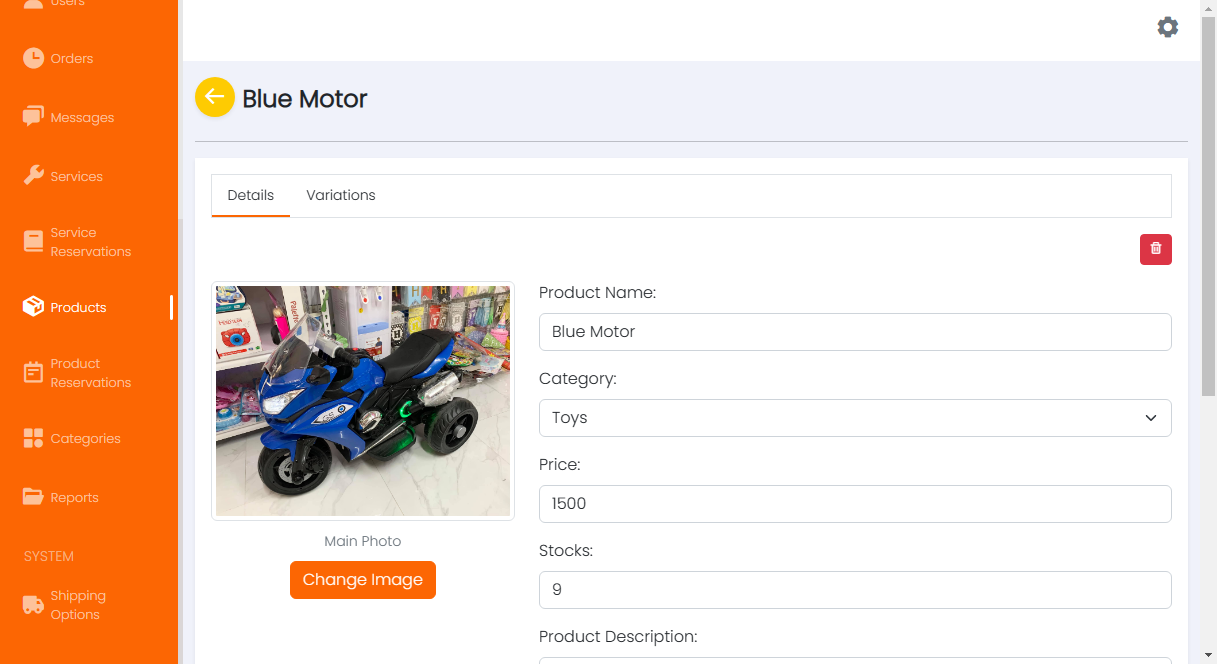 Users
Orders
Messages
Services
Service
Reservations
Products
Product
Reservations
Categories
Reports
SYSTEM
Shipping
Options
Blue Motor
Details
Variations
Main Photo
Change Image
Product Name:
Blue Motor
Category:
Toys
Price:
1500
Stocks:
9
Product Description: